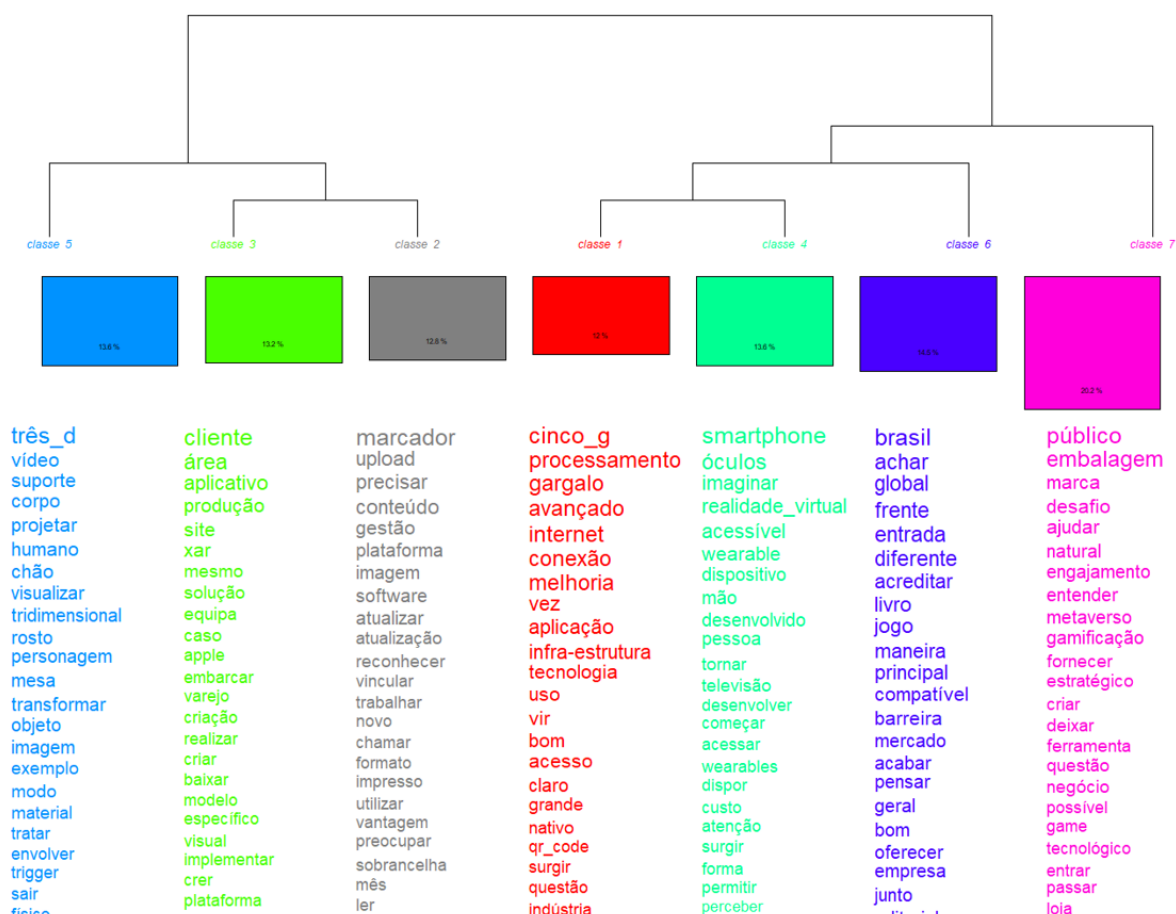 classe 5
classe 3
classe 2
classe 1
classe 4
classe 6
classe 7
13.6 %
13.2 %
12.8 %
12 %
13.6 %
14.5 %
20.2 %
três_d
vídeo
suporte
corpo
projetar
humano
chão
visualizar
tridimensional
rosto
personagem
mesa
transformar
objeto
imagem
exemplo
modo
material
tratar
envolver
trigger
sair
físico
cliente
área
aplicativo
produção
site
xar
mesmo
solução
equipa
caso
apple
embarcar
varejo
criação
realizar
criar
baixar
modelo
específico
visual
implementar
crer
plataforma
marcador
upload
precisar
conteúdo
gestão
plataforma
imagem
software
atualizar
atualização
reconhecer
vincular
trabalhar
novo
chamar
formato
impresso
utilizar
vantagem
preocupar
sobrancelha
mês
ler
cinco_g
processamento
gargalo
avançado
internet
conexão
melhoria
vez
aplicação
infra-estrutura
tecnologia
uso
vir
bom
acesso
claro
grande
nativo
qr_code
surgir
questão
indústria
smartphone
óculos
imaginar
realidade_virtual
acessível
wearable
dispositivo
mão
desenvolvido
pessoa
tornar
televisão
desenvolver
começar
acessar
wearables
dispor
custo
atenção
surgir
forma
permitir
perceber
brasil
achar
global
frente
entrada
diferente
acreditar
livro
jogo
maneira
principal
compatível
barreira
mercado
acabar
pensar
geral
bom
oferecer
empresa
junto
público
embalagem
marca
desafio
ajudar
natural
engajamento
entender
metaverso
gamificação
fornecer
estratégico
criar
deixar
ferramenta
questão
negócio
possível
game
tecnológico
entrar
passar
loja